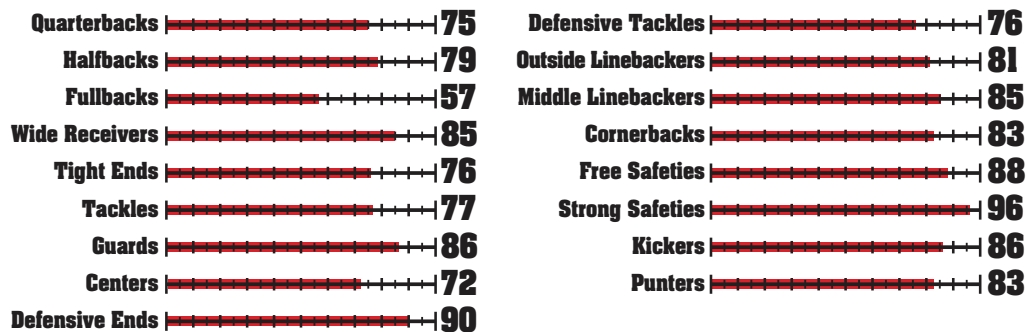 Quarterbacks 75
Halfbacks 79
Fullbacks 57
Wide Receivers 85
Tight Ends 76
Tackles 77
Guards 86
Centers 72
Defensive Ends 90
Defensive Tackles 76
Outside Linebackers 81
Middle Linebackers 85
Cornerbacks 83
Free Safeties 88
Strong Safeties 96
Kickers 86
Punters 83